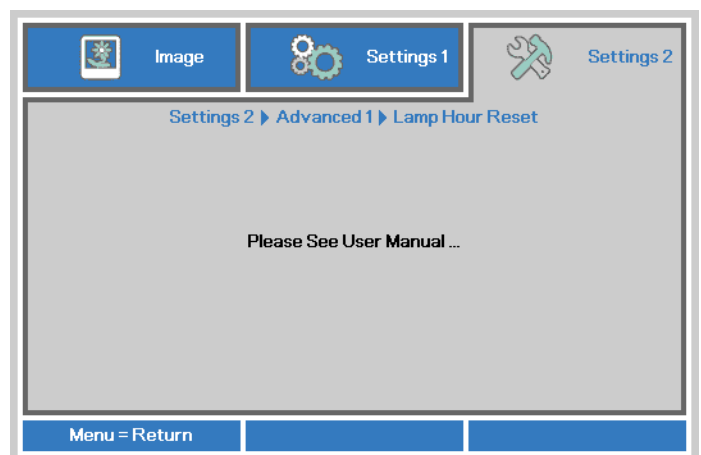 Image
Settings 1
Settings 2
Settings 2 ▶ Advanced 1 ▶ Lamp Hour Reset
Please See User Manual ...
Menu = Return